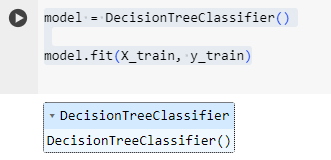 model = DecisionTreeClassifier()
model.fit(X_train, y_train)
DecisionTreeClassifier
DecisionTreeClassifier()